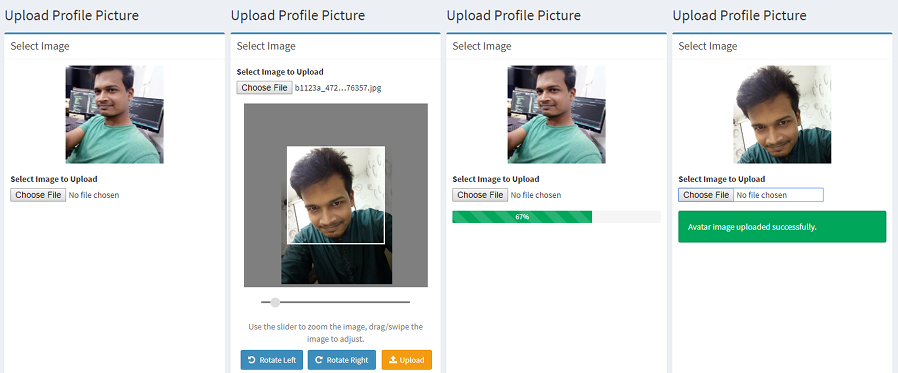 Upload Profile Picture
Select Image
Select Image to Upload
Choose File No file chosen
Upload Profile Picture
Select Image
Select Image to Upload
Choose File b1123a_472...76357.jpg
Use the slider to zoom the image, drag/swipe the
image to adjust.
Rotate Left Rotate Right Upload
Upload Profile Picture
Select Image
Select Image to Upload
Choose File No file chosen
67%
Upload Profile Picture
Select Image
Select Image to Upload
Choose File No file chosen
Avatar image uploaded successfully.